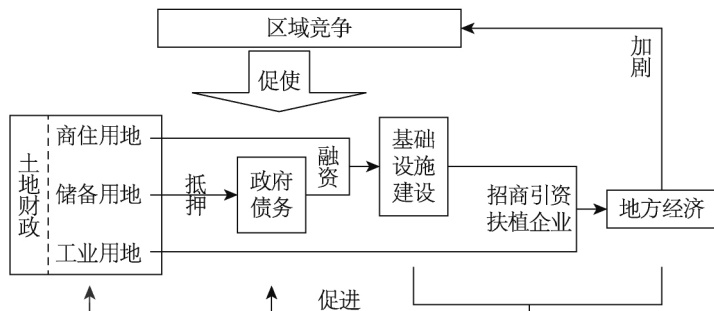 区域竞争
加剧
促使
土地财政
商住用地
储备用地
工业用地
抵押
政府
债务
融资
基础
设施
建设
招商引资
扶植企业
地方经济
促进